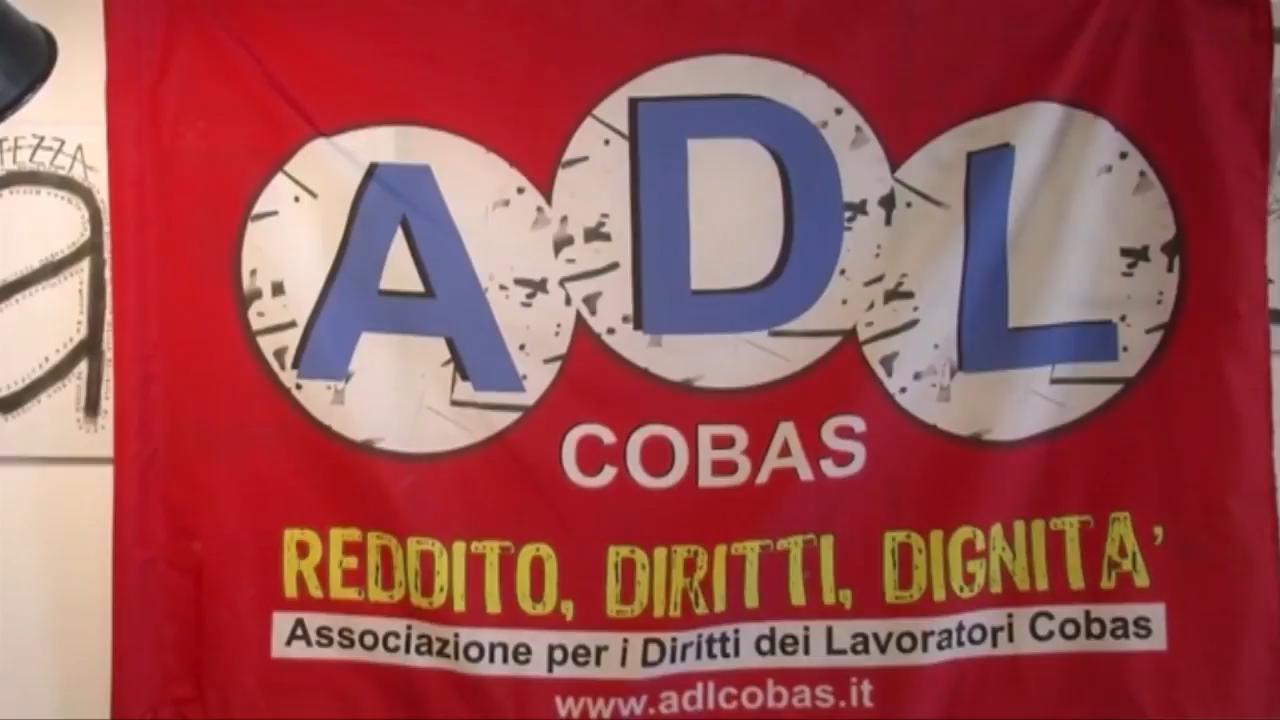 ADL
COBAS
REDDITO, DIRITTI, DIGNITA'
Associazione per i Diritti dei Lavoratori Cobas
www.adlcobas.it